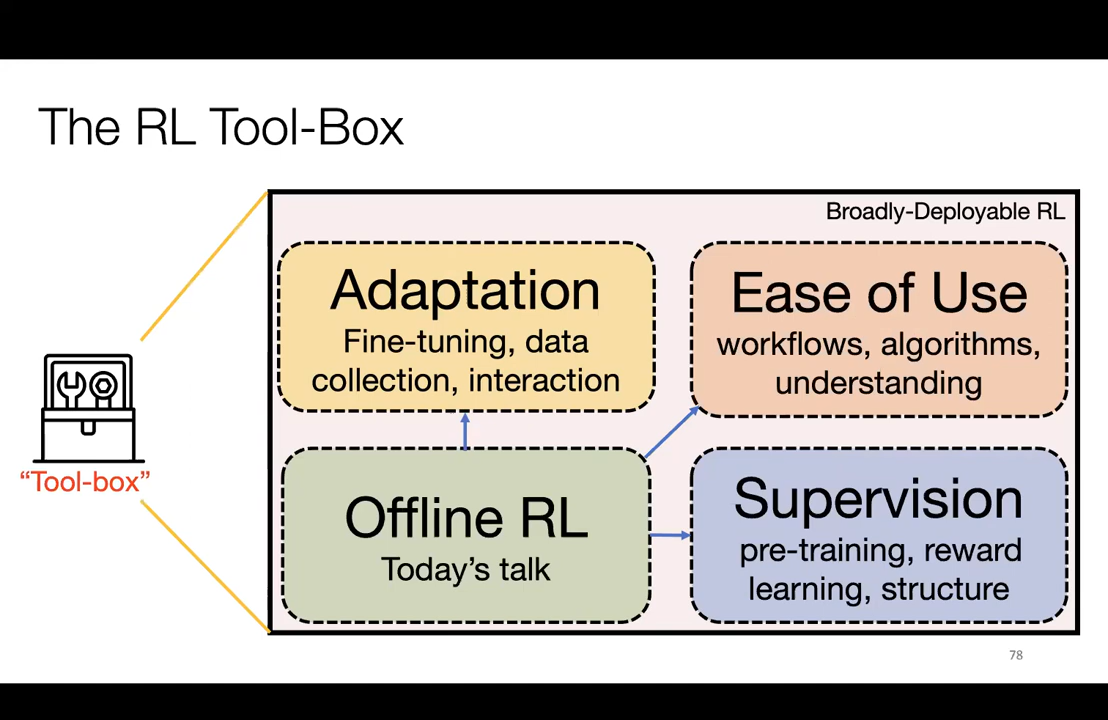 The RL Tool-Box
Broadly-Deployable RL
Adaptation
Fine-tuning, data
collection, interaction
Ease of Use
workflows, algorithms,
understanding
“Tool-box”
Offline RL
Today’s talk
Supervision
pre-training, reward
learning, structure
78